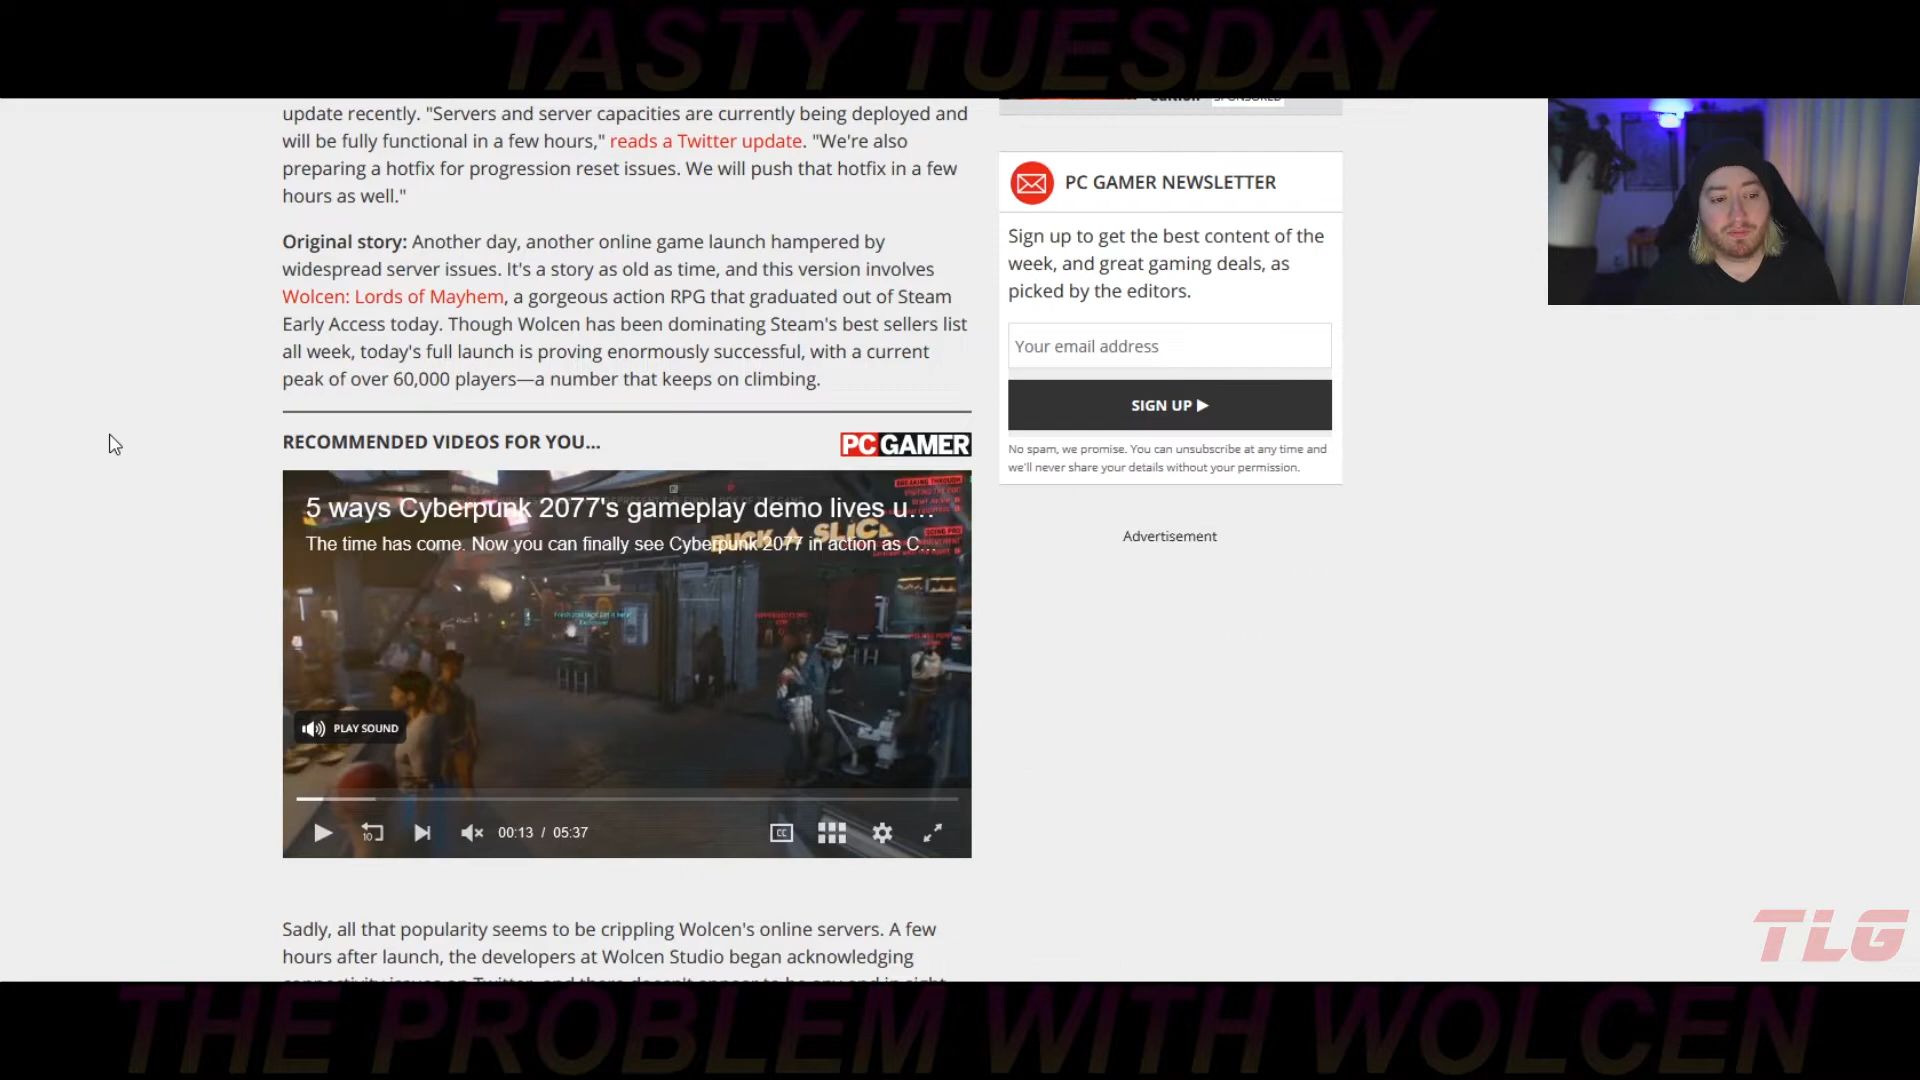 TASTY TUESDAY
update recently. "Servers and server capacities are currently being deployed and
will be fully functional in a few hours," reads a Twitter update. "We're also
preparing a hotfix for progression reset issues. We will push that hotfix in a few
hours as well."
Original story: Another day, another online game launch hampered by
widespread server issues. It's a story as old as time, and this version involves
Wolcen: Lords of Mayhem, a gorgeous action RPG that graduated out of Steam
Early Access today. Though Wolcen has been dominating Steam's best sellers list
all week, today's full launch is proving enormously successful, with a current
peak of over 60,000 players—a number that keeps on climbing.
RECOMMENDED VIDEOS FOR YOU...
PC GAMER
5 ways Cyberpunk 2077's gameplay demo lives u...
The time has come. Now you can finally see Cyberpunk 2077 in action as C...
PLAY SOUND
10
00:13 / 05:37
CC
Sadly, all that popularity seems to be crippling Wolcen's online servers. A few
hours after launch, the developers at Wolcen Studio began acknowledging
SPONSORED
PC GAMER NEWSLETTER
Sign up to get the best content of the
week, and great gaming deals, as
picked by the editors.
Your email address
SIGN UP
No spam, we promise. You can unsubscribe at any time and
we'll never share your details without your permission.
Advertisement
TLG
THE PROBLEM WITH WOLCEN